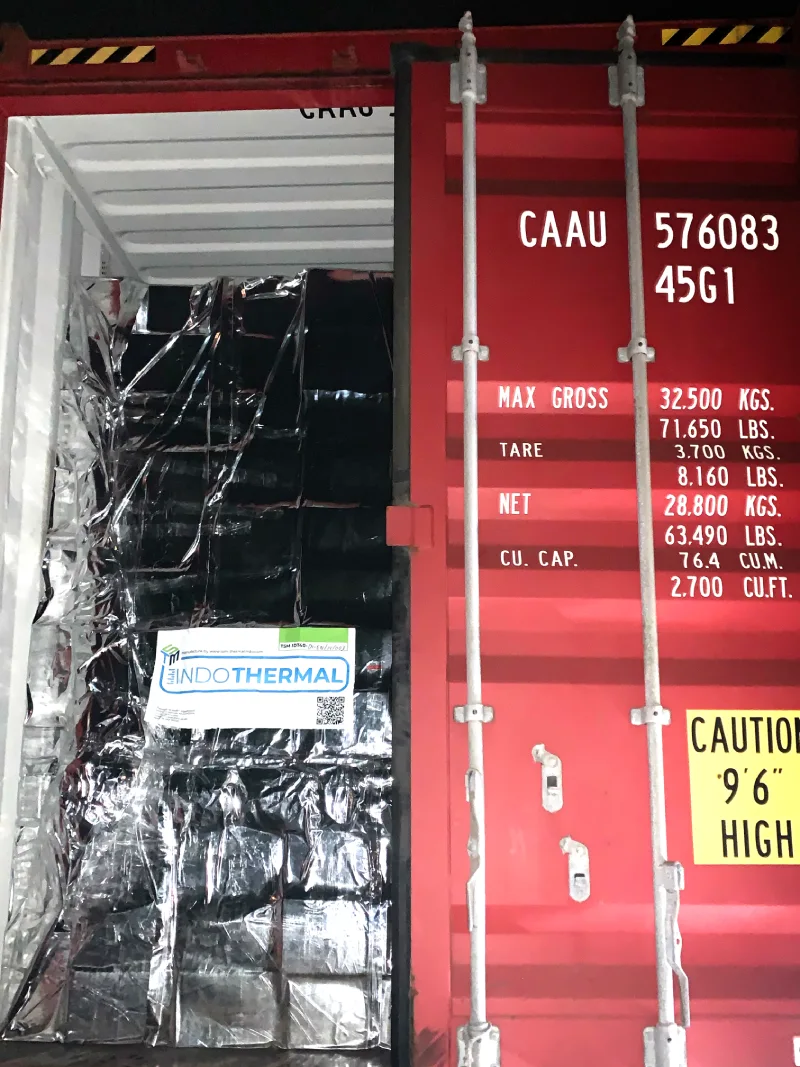 CAAU
CAAU 576083
45G1
MAX GROSS 32.500 KGS.
71.650 LBS.
TARE 3.700 KGS.
8.160 LBS.
NET 28.800 KGS.
63.490 LBS.
CU. CAP. 76.4 CU.M.
2.700 CU.FT.
INDOTHERMAL
CAUTION
9'6"
HIGH